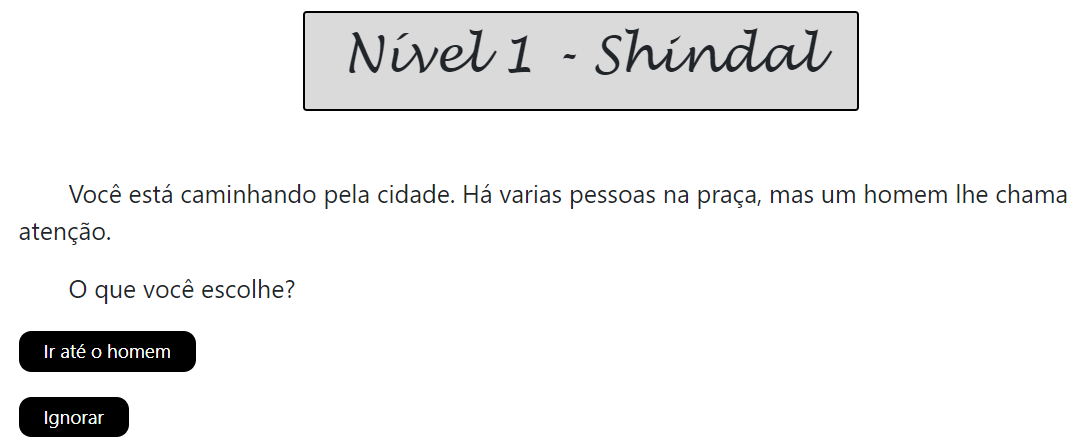 Nível 1 - Shindal
Você está caminhando pela cidade. Há varias pessoas na praça, mas um homem lhe chama
atenção.
O que você escolhe?
Ir até o homem
Ignorar